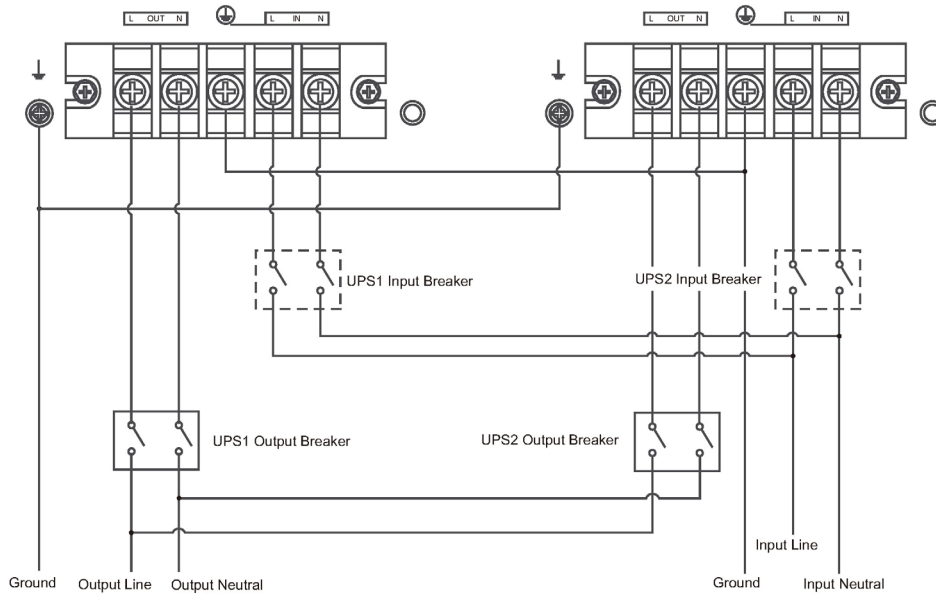 L OUT N
L IN N
L OUT N
L IN N
UPS1 Input Breaker
UPS2 Input Breaker
UPS1 Output Breaker
UPS2 Output Breaker
Input Line
Ground
Output Line
Output Neutral
Ground
Input Neutral